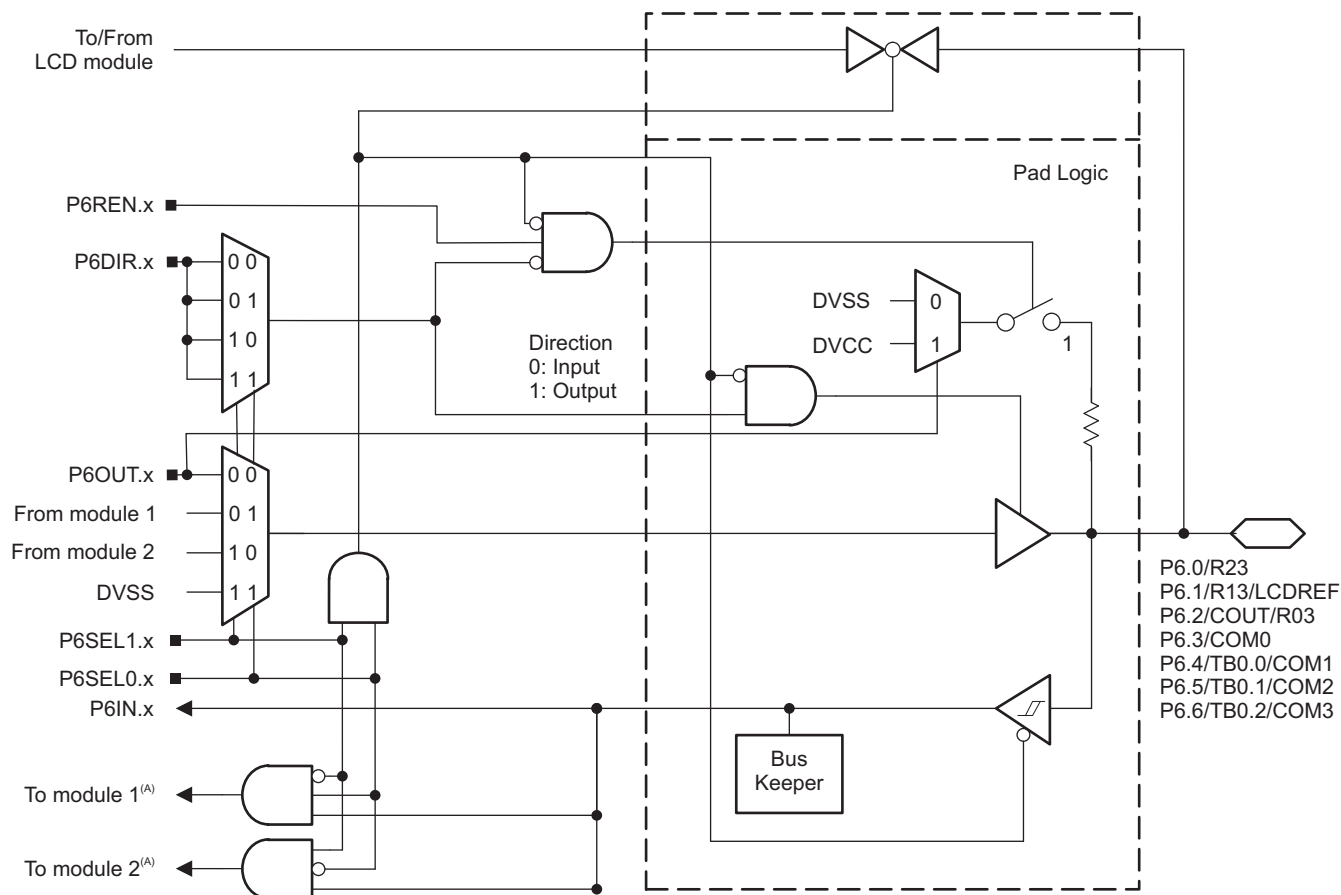 To/From
LCD module
Pad Logic
P6REN.x
P6DIR.x
0 0
0 1
1 0
1 1
Direction
0: Input
1: Output
DVSS
DVCC
0
1
1
P6OUT.x
From module 1
From module 2
DVSS
0 0
0 1
1 0
1 1
P6SEL1.x
P6SEL0.x
P6IN.x
Bus
Keeper
To module 1(A)
To module 2(A)
P6.0/R23
P6.1/R13/LCDREF
P6.2/COUT/R03
P6.3/COM0
P6.4/TB0.0/COM1
P6.5/TB0.1/COM2
P6.6/TB0.2/COM3